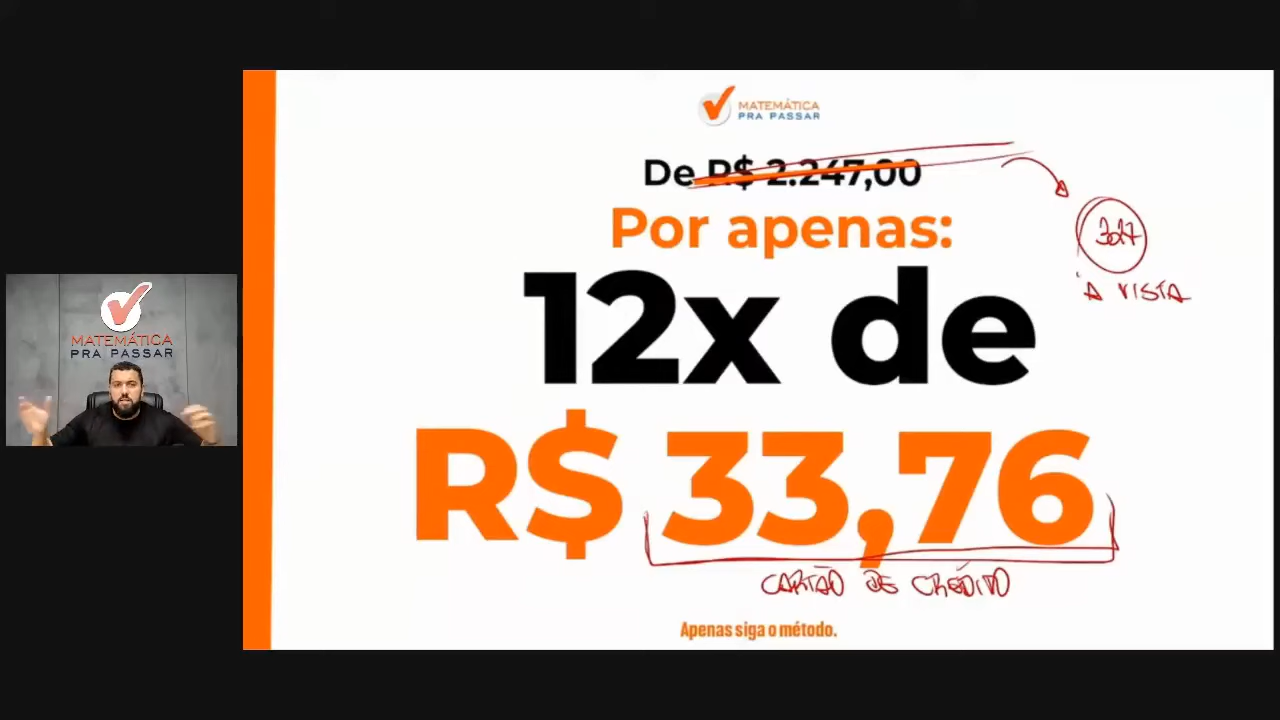 MATEMÁTICA
PRA PASSAR
De R$ 2.247,00
Por apenas:
12x de
R$ 33,76
À VISTA
CARTÃO DE CRÉDITO
Apenas siga o método.
MATEMÁTICA
PRA PASSAR